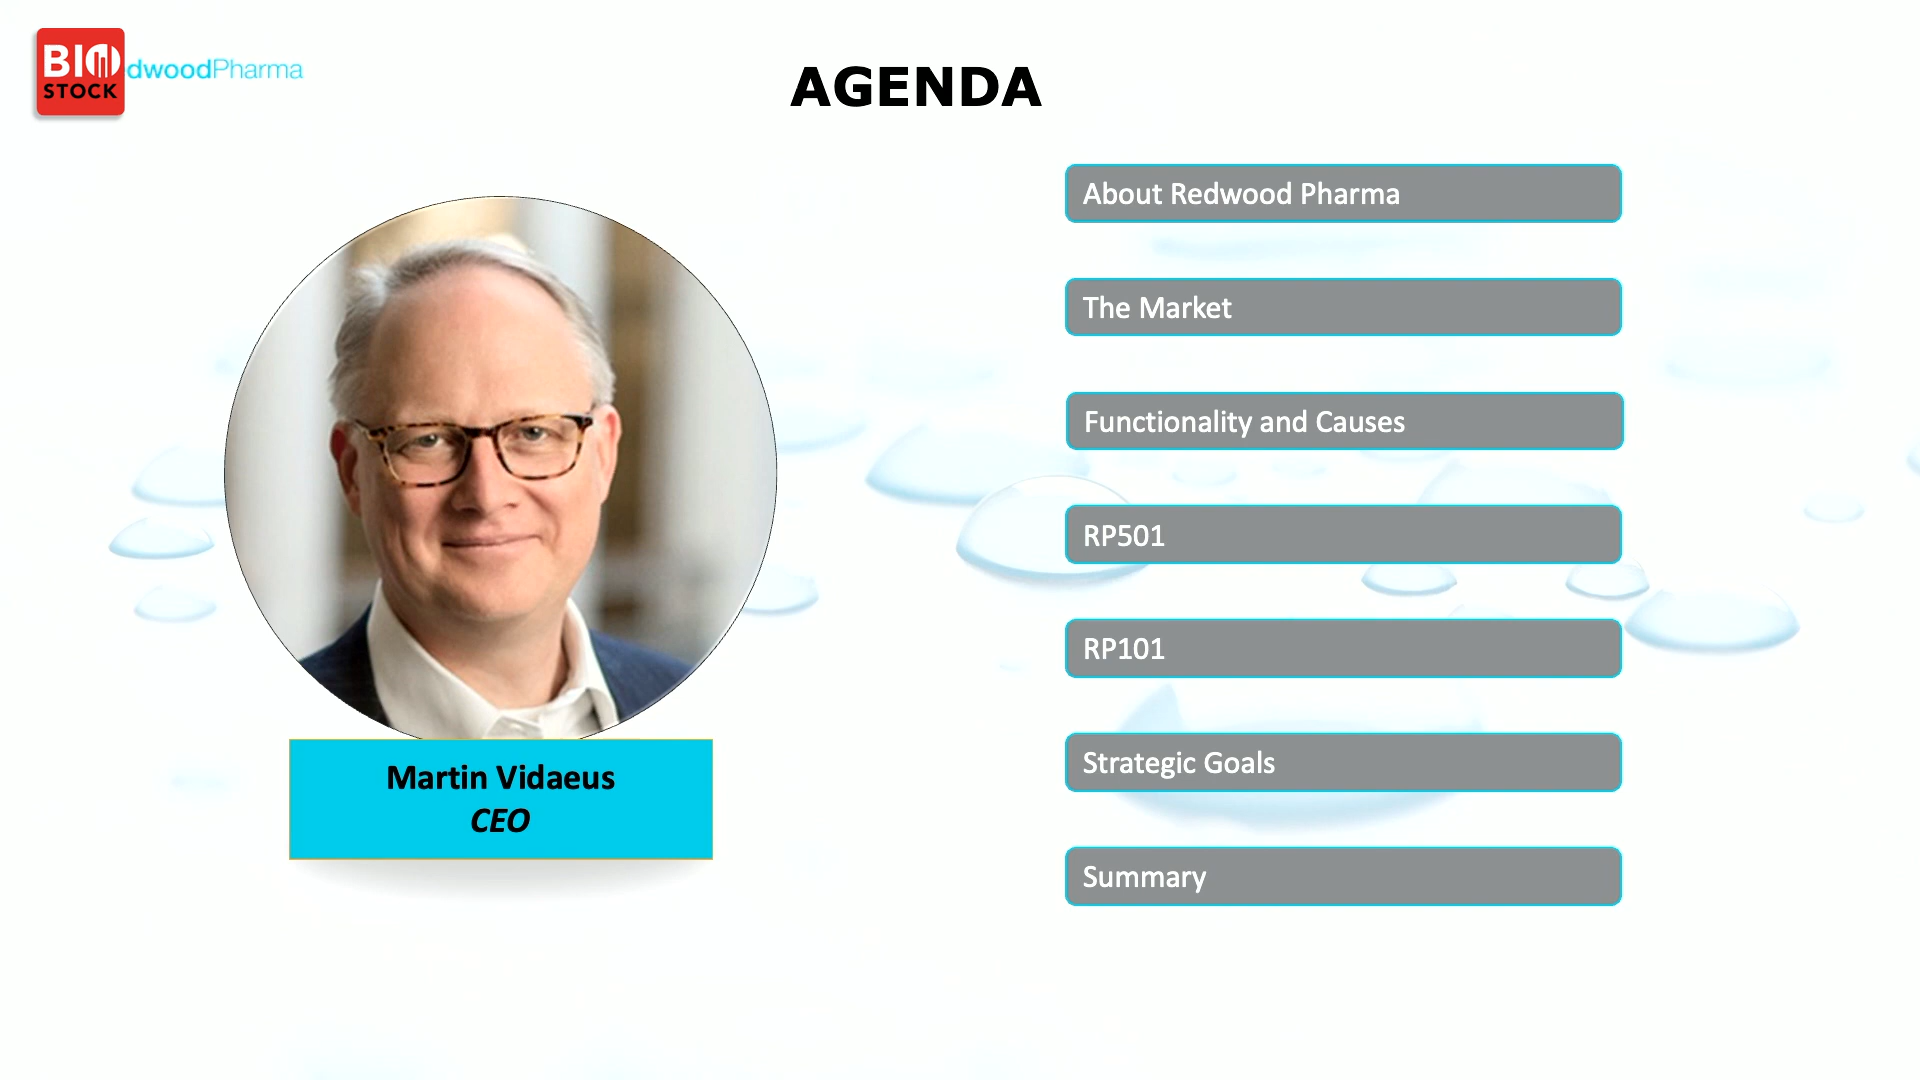 BIO
STOCK
dwoodPharma
AGENDA
About Redwood Pharma
The Market
Functionality and Causes
RP501
RP101
Strategic Goals
Summary
Martin Vidaeus
CEO